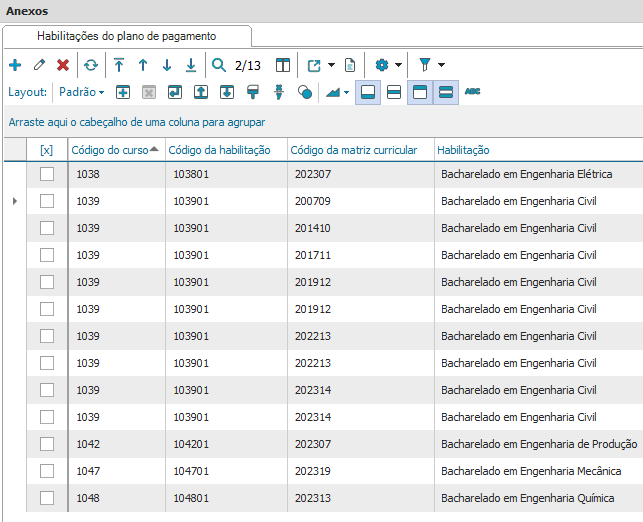 Anexos
Habilitações do plano de pagamento
2/13
Layout: Padrão ABC
Arraste aqui o cabeçalho de uma coluna para agrupar
[x] Código do curso Código da habilitação Código da matriz curricular Habilitação
1038 103801 202307 Bacharelado em Engenharia Elétrica
1039 103901 200709 Bacharelado em Engenharia Civil
1039 103901 201410 Bacharelado em Engenharia Civil
1039 103901 201711 Bacharelado em Engenharia Civil
1039 103901 201912 Bacharelado em Engenharia Civil
1039 103901 201912 Bacharelado em Engenharia Civil
1039 103901 202213 Bacharelado em Engenharia Civil
1039 103901 202213 Bacharelado em Engenharia Civil
1039 103901 202314 Bacharelado em Engenharia Civil
1039 103901 202314 Bacharelado em Engenharia Civil
1042 104201 202307 Bacharelado em Engenharia de Produção
1047 104701 202319 Bacharelado em Engenharia Mecânica
1048 104801 202313 Bacharelado em Engenharia Química